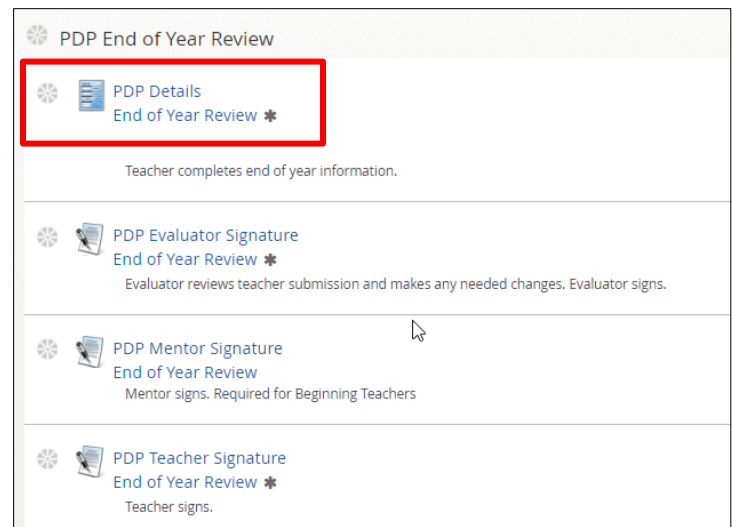 PDP End of Year Review
PDP Details
End of Year Review ✱
Teacher completes end of year information.
PDP Evaluator Signature
End of Year Review ✱
Evaluator reviews teacher submission and makes any needed changes. Evaluator signs.
PDP Mentor Signature
End of Year Review
Mentor signs. Required for Beginning Teachers
PDP Teacher Signature
End of Year Review ✱
Teacher signs.